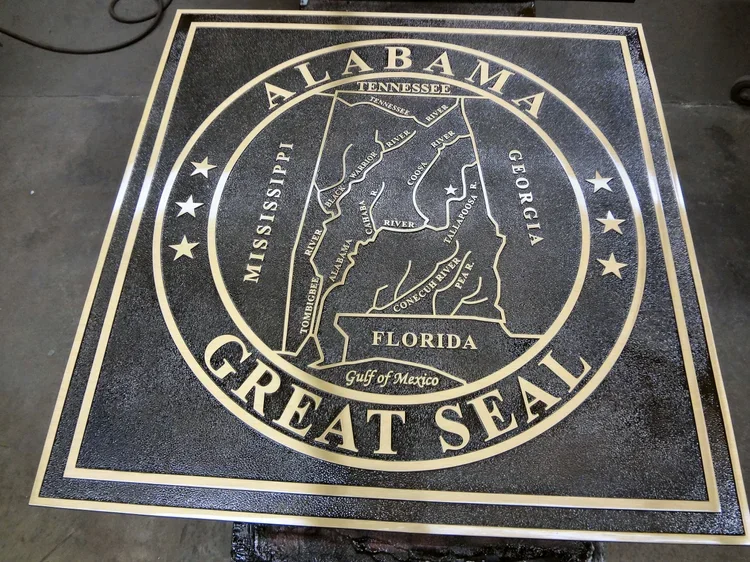 ALABAMA
TENNESSEE
TENNESSEE RIVER
MISSISSIPPI
GEORGIA
BLACK WARRIOR RIVER
COOSA RIVER
CAHABA R.
TALLAPOOSA R.
RIVER
ALABAMA
TOMBIGBEE RIVER
CONECUH RIVER
PEA R.
FLORIDA
Gulf of Mexico
GREAT SEAL